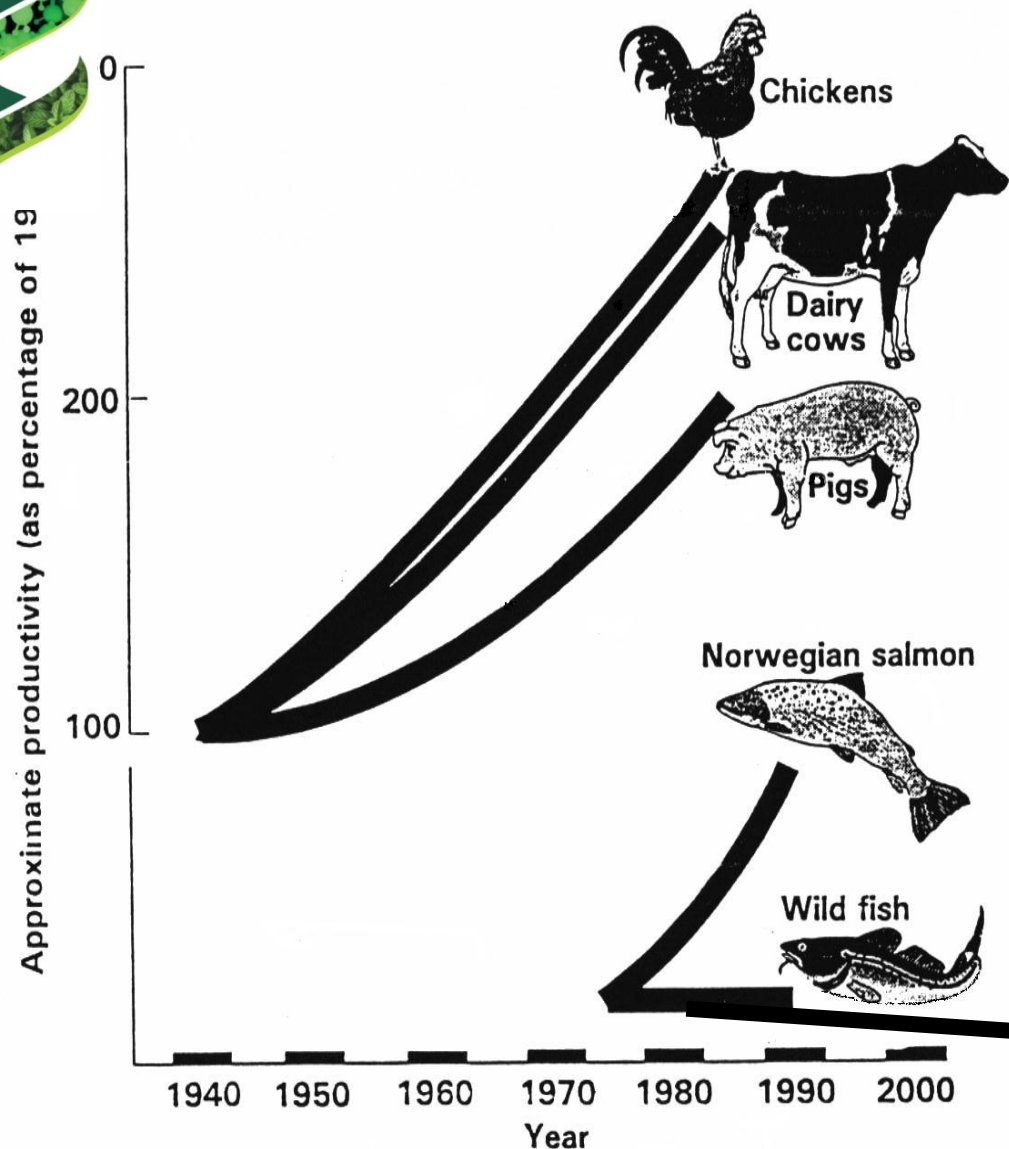 0
Chickens
Approximate productivity (as percentage of 19
Dairy
cows
200
Pigs
Norwegian salmon
100
Wild fish
1940 1950 1960 1970 1980 1990 2000
Year